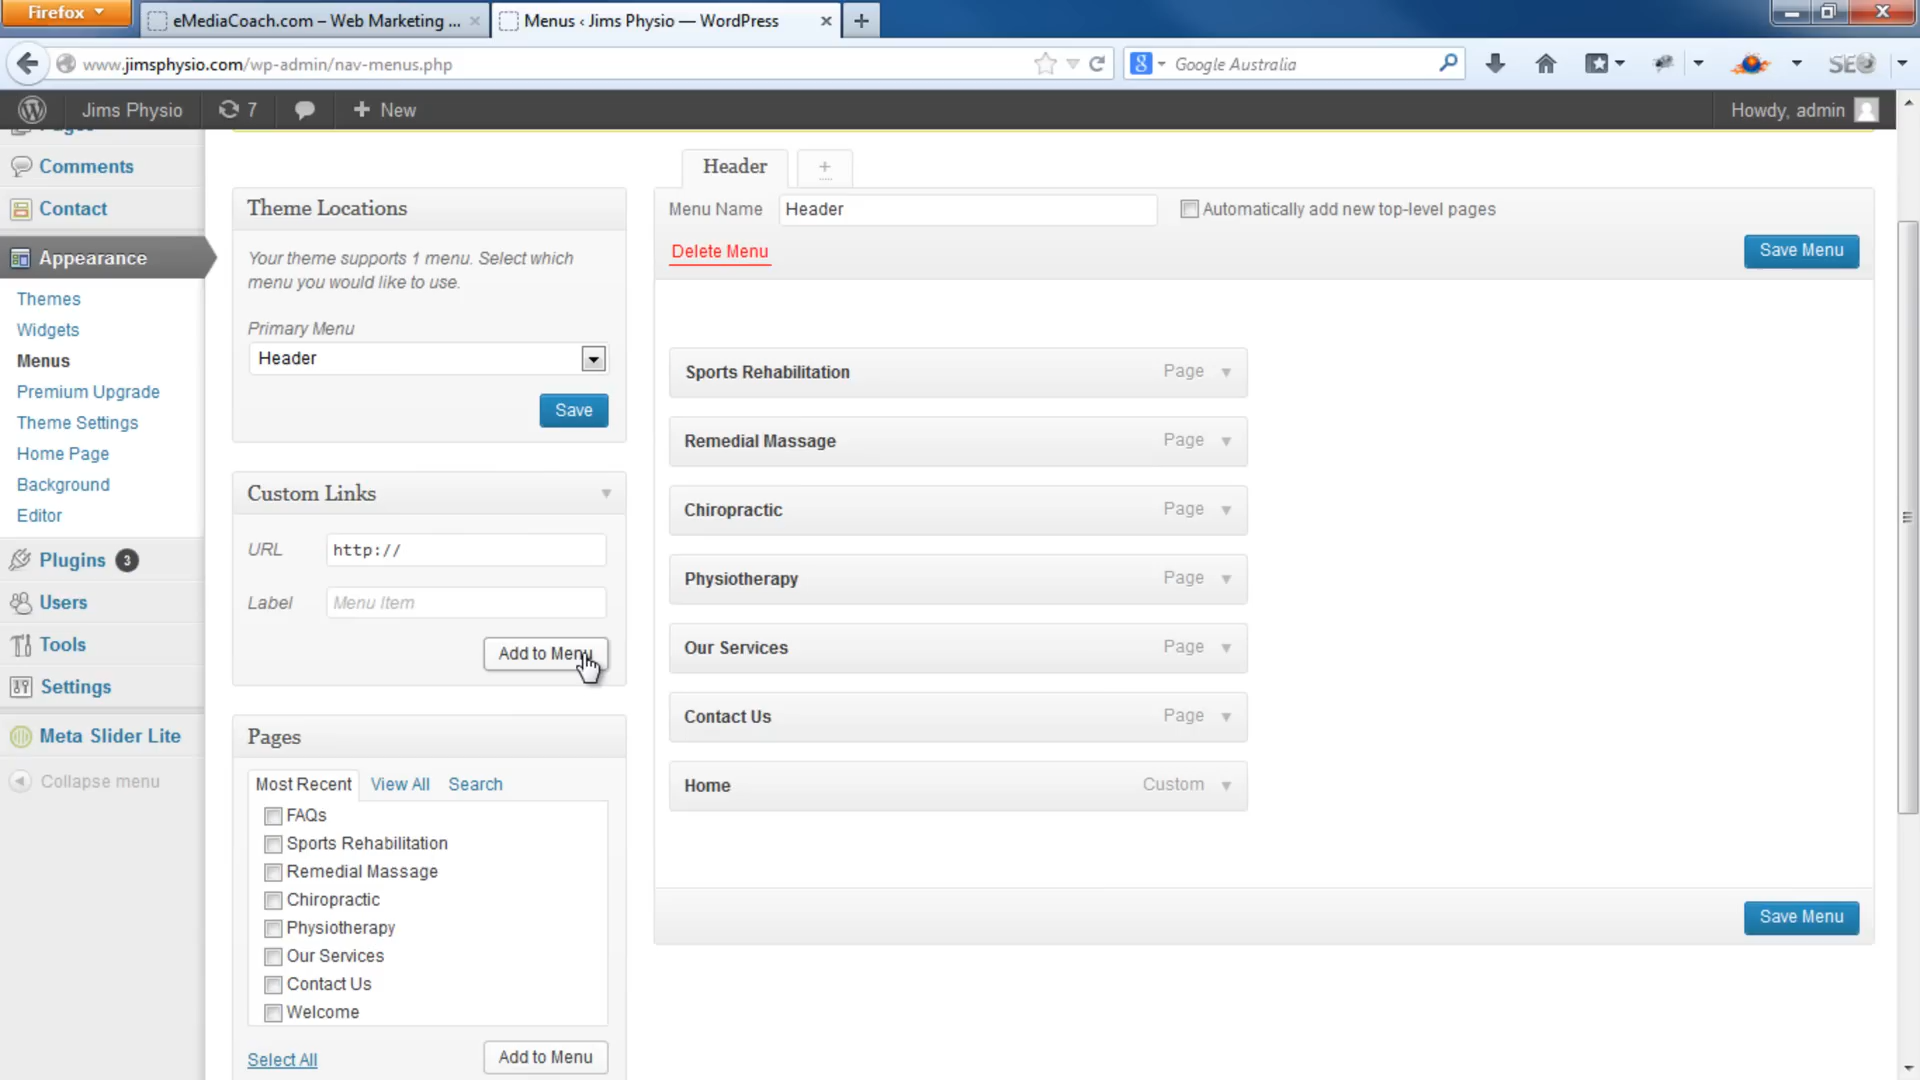 Firefox
eMediaCoach.com – Web Marketing ...
Menus ‹ Jims Physio — WordPress
www.jimsphysio.com/wp-admin/nav-menus.php
Google Australia
SEO
Jims Physio
7
New
Howdy, admin
Comments
Contact
Appearance
Themes
Widgets
Menus
Premium Upgrade
Theme Settings
Home Page
Background
Editor
Plugins 3
Users
Tools
Settings
Meta Slider Lite
Collapse menu
Theme Locations
Your theme supports 1 menu. Select which
menu you would like to use.
Primary Menu
Header
Save
Custom Links
URL
http://
Label
Menu Item
Add to Menu
Pages
Most Recent
View All
Search
FAQs
Sports Rehabilitation
Remedial Massage
Chiropractic
Physiotherapy
Our Services
Contact Us
Welcome
Select All
Add to Menu
Header
+
Menu Name
Header
Automatically add new top-level pages
Delete Menu
Save Menu
Sports Rehabilitation Page
Remedial Massage Page
Chiropractic Page
Physiotherapy Page
Our Services Page
Contact Us Page
Home Custom
Save Menu